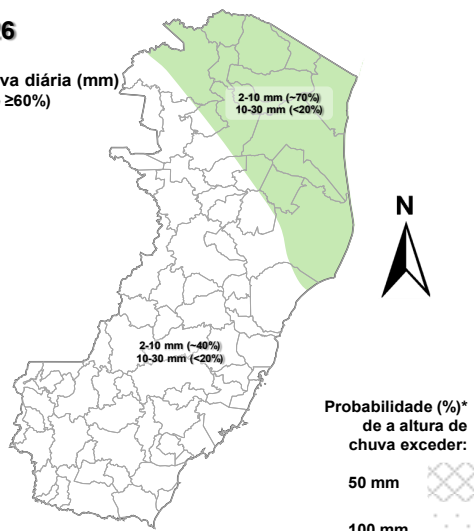 6
va diária (mm)
≥60%)
2-10 mm (~70%)
10-30 mm (<20%)
N
2-10 mm (~40%)
10-30 mm (<20%)
Probabilidade (%)*
de a altura de
chuva exceder:
50 mm
100 mm